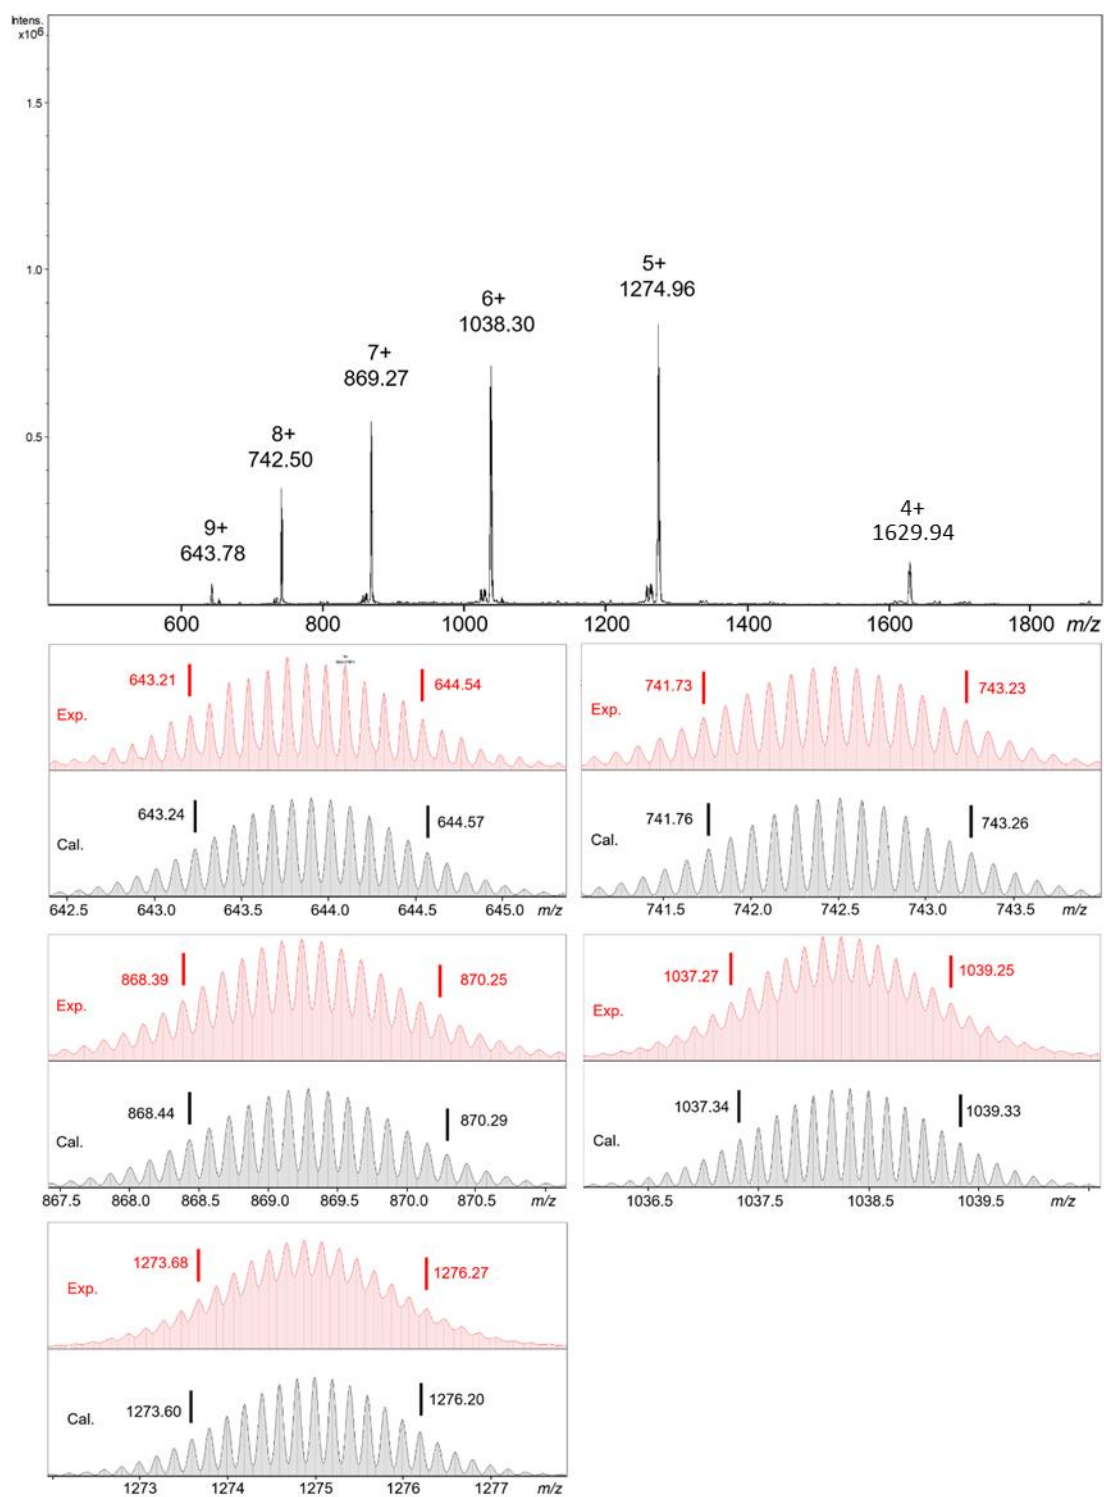 Intens.
x10⁶
1.5
1.0
0.5
9+
643.78
8+
742.50
7+
869.27
6+
1038.30
5+
1274.96
4+
1629.94
600 800 1000 1200 1400 1600 1800 m/z
643.21 644.54
Exp.
643.24 644.57
Cal.
642.5 643.0 643.5 644.0 644.5 645.0 m/z
741.73 743.23
Exp.
741.76 743.26
Cal.
741.5 742.0 742.5 743.0 743.5 m/z
868.39 870.25
Exp.
868.44 870.29
Cal.
867.5 868.0 868.5 869.0 869.5 870.0 870.5 m/z
1037.27 1039.25
Exp.
1037.34 1039.33
Cal.
1036.5 1037.5 1038.5 1039.5 m/z
1273.68 1276.27
Exp.
1273.60 1276.20
Cal.
1273 1274 1275 1276 1277 m/z